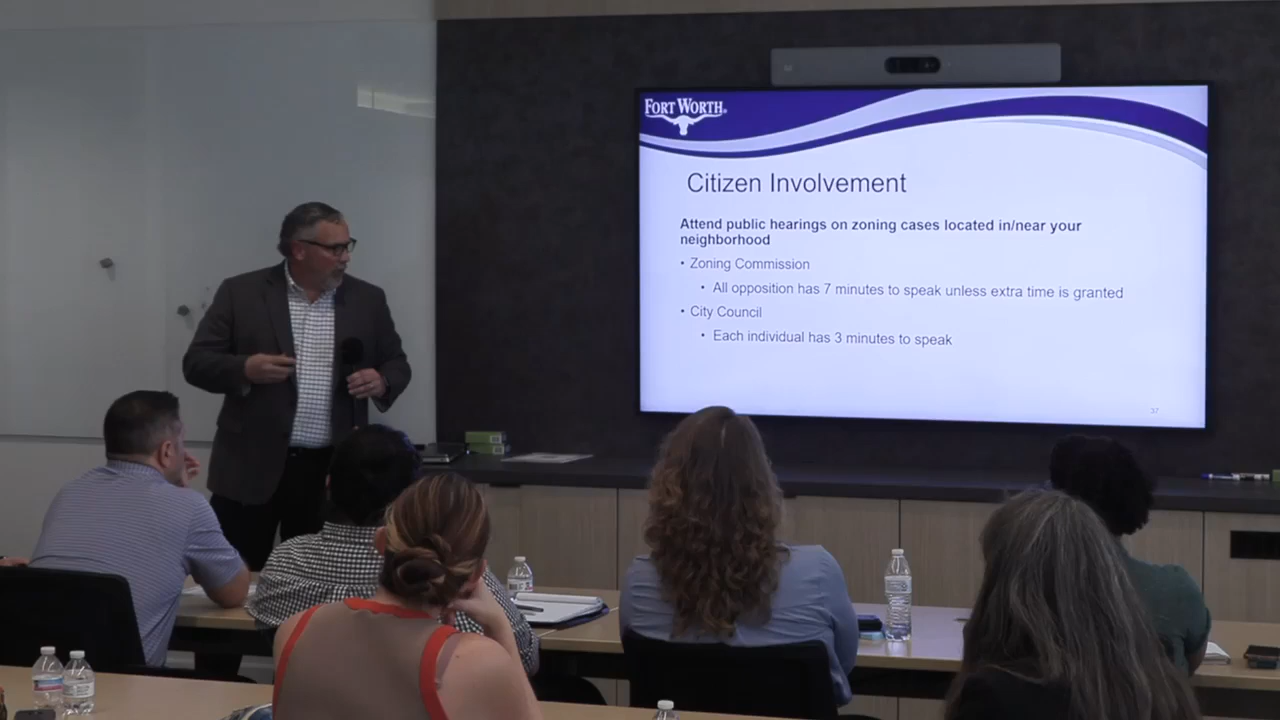 FORT WORTH®
Citizen Involvement
Attend public hearings on zoning cases located in/near your
neighborhood
• Zoning Commission
• All opposition has 7 minutes to speak unless extra time is granted
• City Council
• Each individual has 3 minutes to speak
37